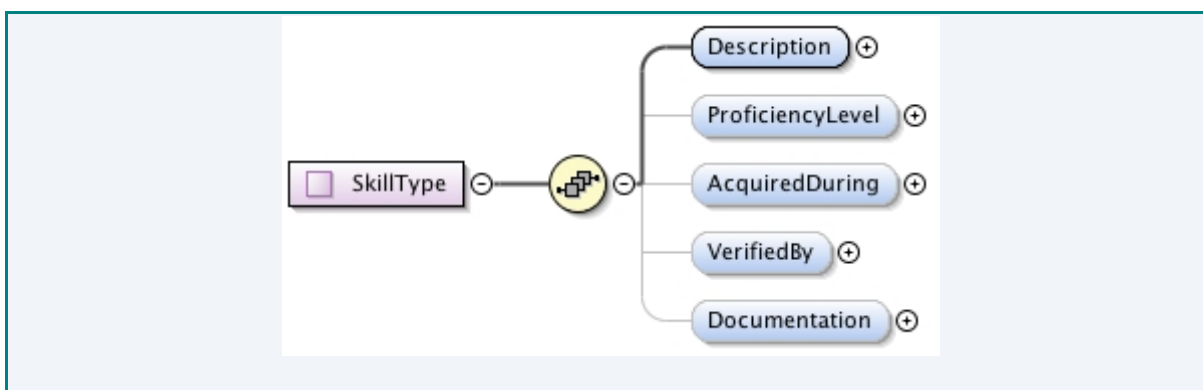 Description
ProficiencyLevel
SkillType
AcquiredDuring
VerifiedBy
Documentation